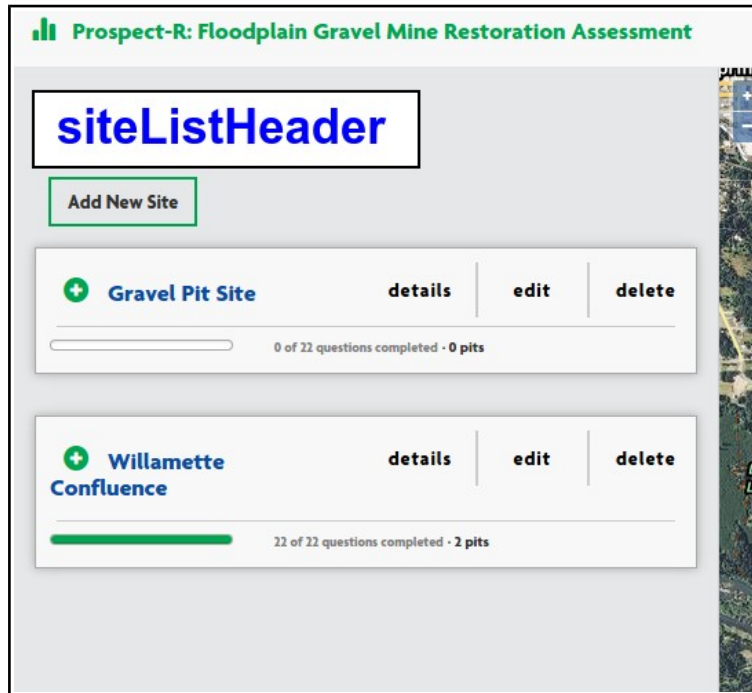 Prospect-R: Floodplain Gravel Mine Restoration Assessment
siteListHeader
Add New Site
Gravel Pit Site details edit delete
0 of 22 questions completed · 0 pits
Willamette details edit delete
Confluence
22 of 22 questions completed · 2 pits